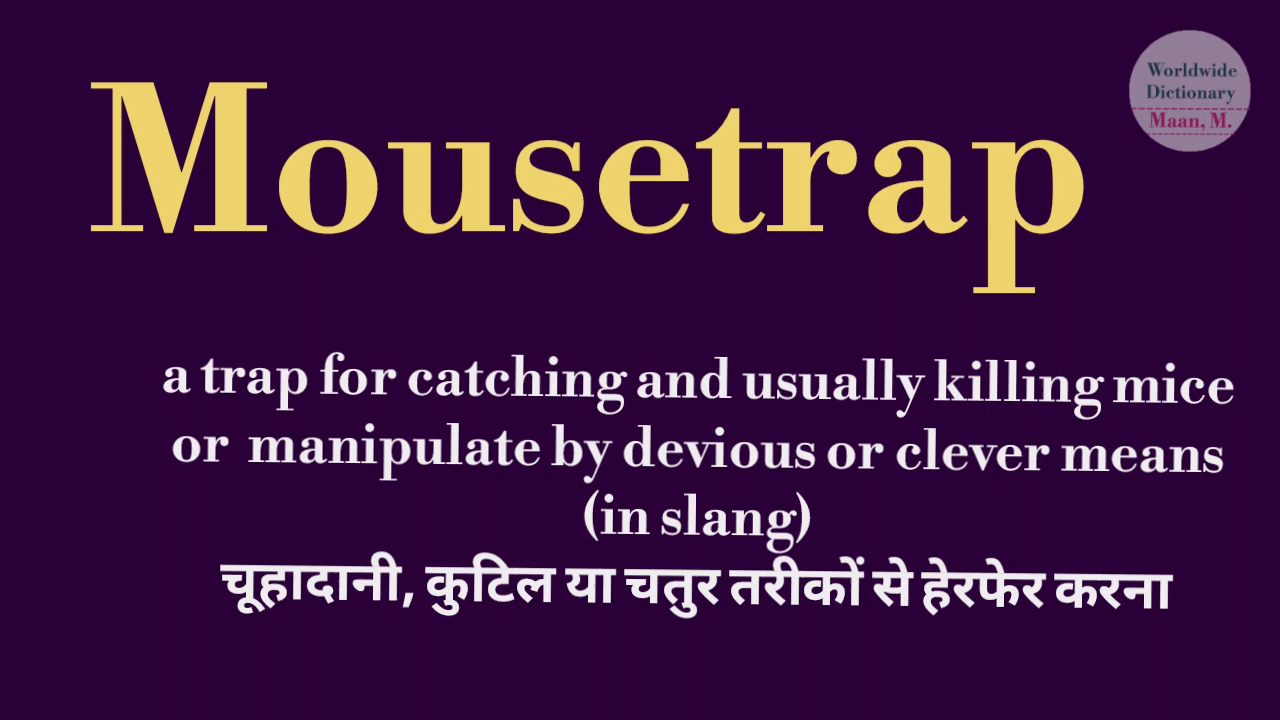 Worldwide
Dictionary
Maan, M.
Mousetrap
a trap for catching and usually killing mice
or manipulate by devious or clever means
(in slang)
चूहादानी, कुटिल या चतुर तरीकों से हेरफेर करना